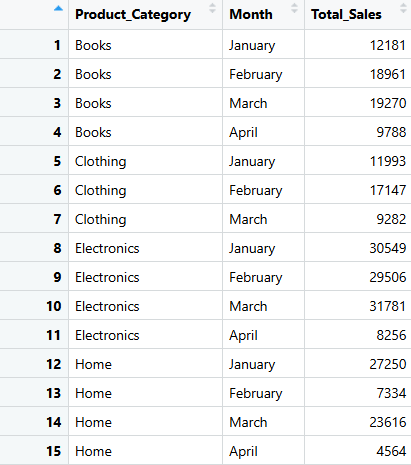 Product_Category Month Total_Sales
1 Books January 12181
2 Books February 18961
3 Books March 19270
4 Books April 9788
5 Clothing January 11993
6 Clothing February 17147
7 Clothing March 9282
8 Electronics January 30549
9 Electronics February 29506
10 Electronics March 31781
11 Electronics April 8256
12 Home January 27250
13 Home February 7334
14 Home March 23616
15 Home April 4564